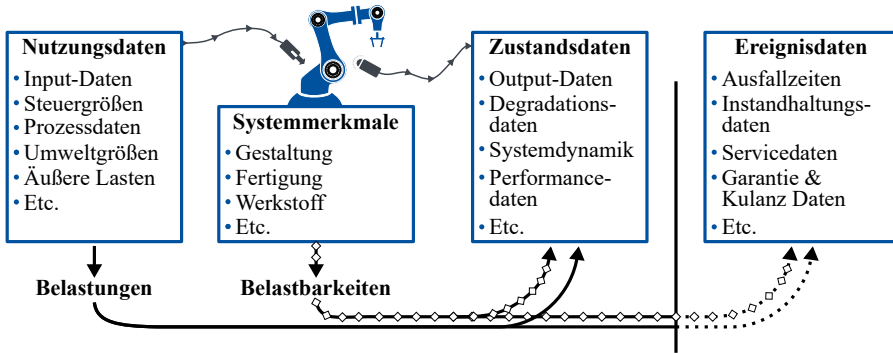 Nutzungsdaten
• Input-Daten
• Steuergrößen
• Prozessdaten
• Umweltgrößen
• Äußere Lasten
• Etc.
Systemmerkmale
• Gestaltung
• Fertigung
• Werkstoff
• Etc.
Zustandsdaten
• Output-Daten
• Degradations-
daten
• Systemdynamik
• Performance-
daten
• Etc.
Ereignisdaten
• Ausfallzeiten
• Instandhaltungs-
daten
• Servicedaten
• Garantie &
Kulanz Daten
• Etc.
Belastungen
Belastbarkeiten